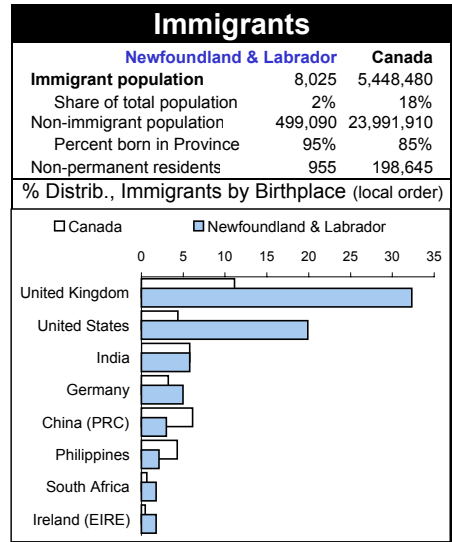 Immigrants
Newfoundland & Labrador Canada
Immigrant population 8,025 5,448,480
Share of total population 2% 18%
Non-immigrant population 499,090 23,991,910
Percent born in Province 95% 85%
Non-permanent residents 955 198,645
% Distrib., Immigrants by Birthplace (local order)
Canada Newfoundland & Labrador
0 5 10 15 20 25 30 35
United Kingdom
United States
India
Germany
China (PRC)
Philippines
South Africa
Ireland (EIRE)